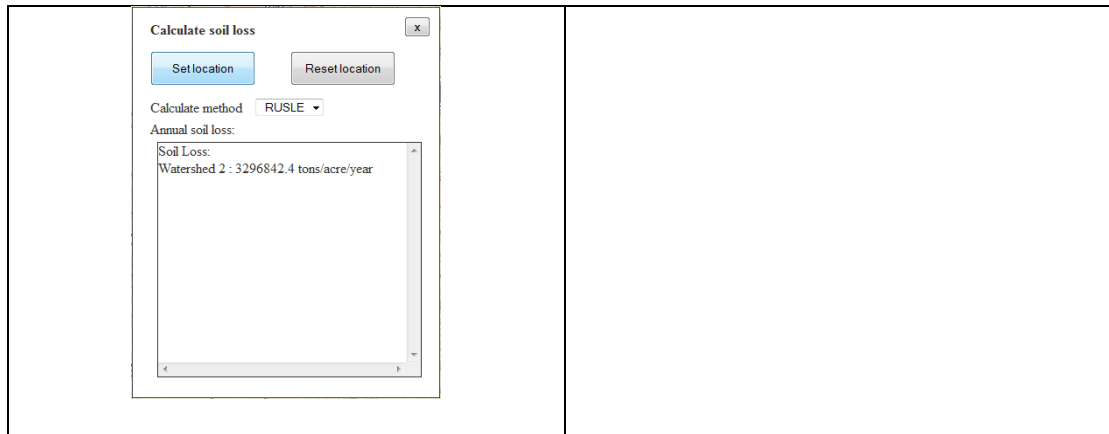 Calculate soil loss
x
Set location
Reset location
Calculate method RUSLE
Annual soil loss:
Soil Loss:
Watershed 2 : 3296842.4 tons/acre/year